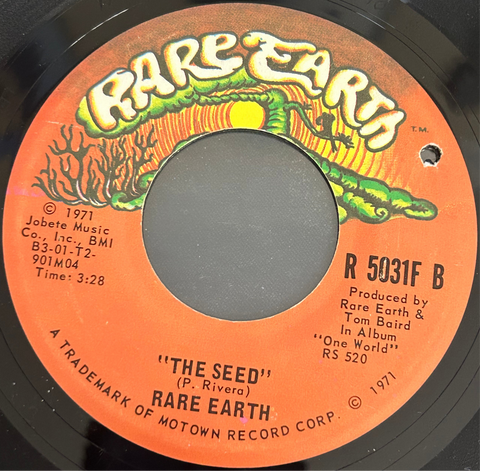 RARE EARTH
T.M.
© 1971
Jobete Music
Co., Inc., BMI
B3-01-T2-
901M04
Time: 3:28
R 5031F B
Produced by
Rare Earth &
Tom Baird
In Album
"One World"
RS 520
"THE SEED"
(P. Rivera)
RARE EARTH
A TRADEMARK OF MOTOWN RECORD CORP. © 1971